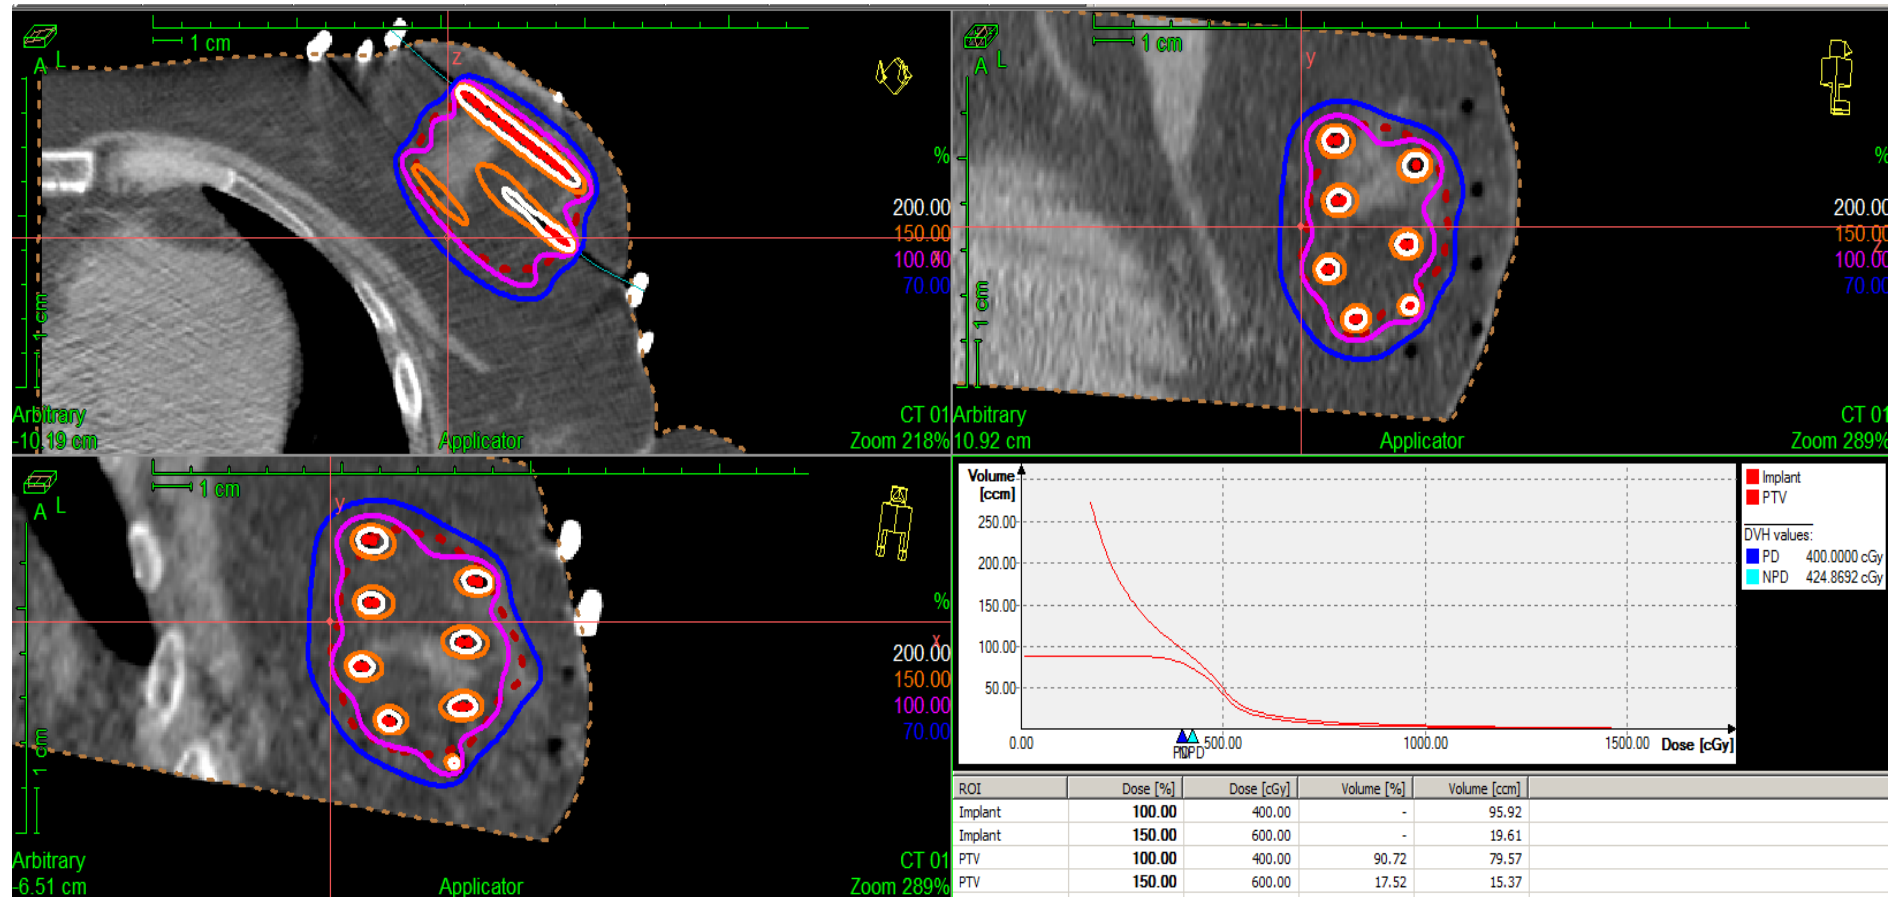 1 cm
A L
z
%
200.00
150.00
x
100.00
70.00
1 cm
Arbitrary
-10.19 cm
Applicator
CT 01
Zoom 218%
1 cm
A L
y
%
200.00
150.00
z
100.00
70.00
1 cm
Arbitrary
10.92 cm
Applicator
CT 01
Zoom 289%
1 cm
A L
y
%
x
200.00
150.00
100.00
70.00
1 cm
Arbitrary
-6.51 cm
Applicator
CT 01
Zoom 289%
Volume
[ccm]
250.00
200.00
150.00
100.00
50.00
0.00 500.00 1000.00 1500.00 Dose [cGy]
Implant
PTV
DVH values:
PD 400.0000 cGy
NPD 424.8692 cGy
ROI Dose [%] Dose [cGy] Volume [%] Volume [ccm]
Implant 100.00 400.00 - 95.92
Implant 150.00 600.00 - 19.61
PTV 100.00 400.00 90.72 79.57
PTV 150.00 600.00 17.52 15.37